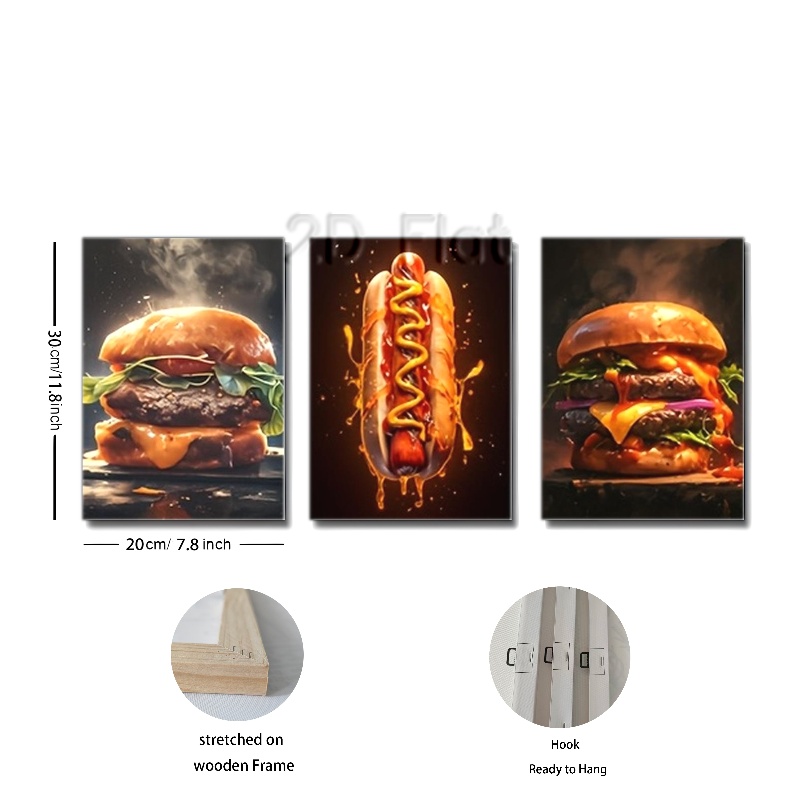 2D Flat
30cm/11.8inch
20cm/ 7.8 inch
stretched on
wooden Frame
Hook
Ready to Hang